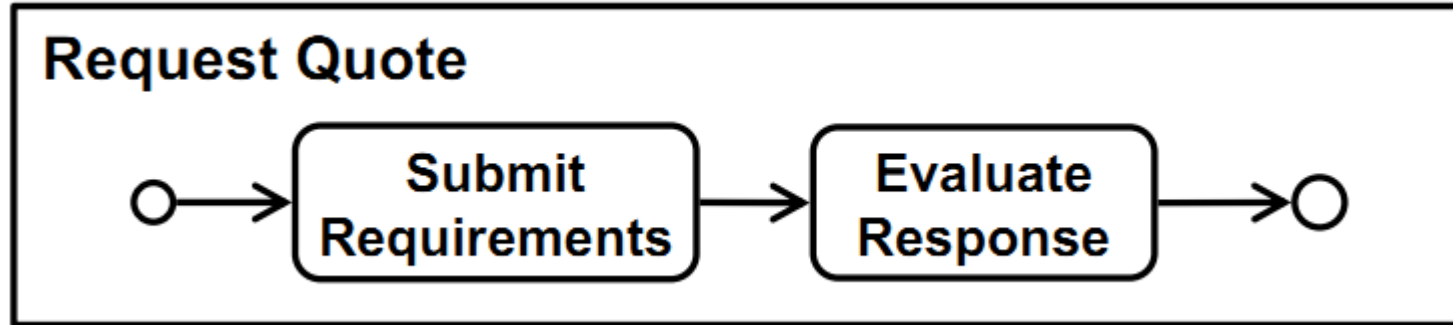 Request Quote
Submit
Requirements
Evaluate
Response